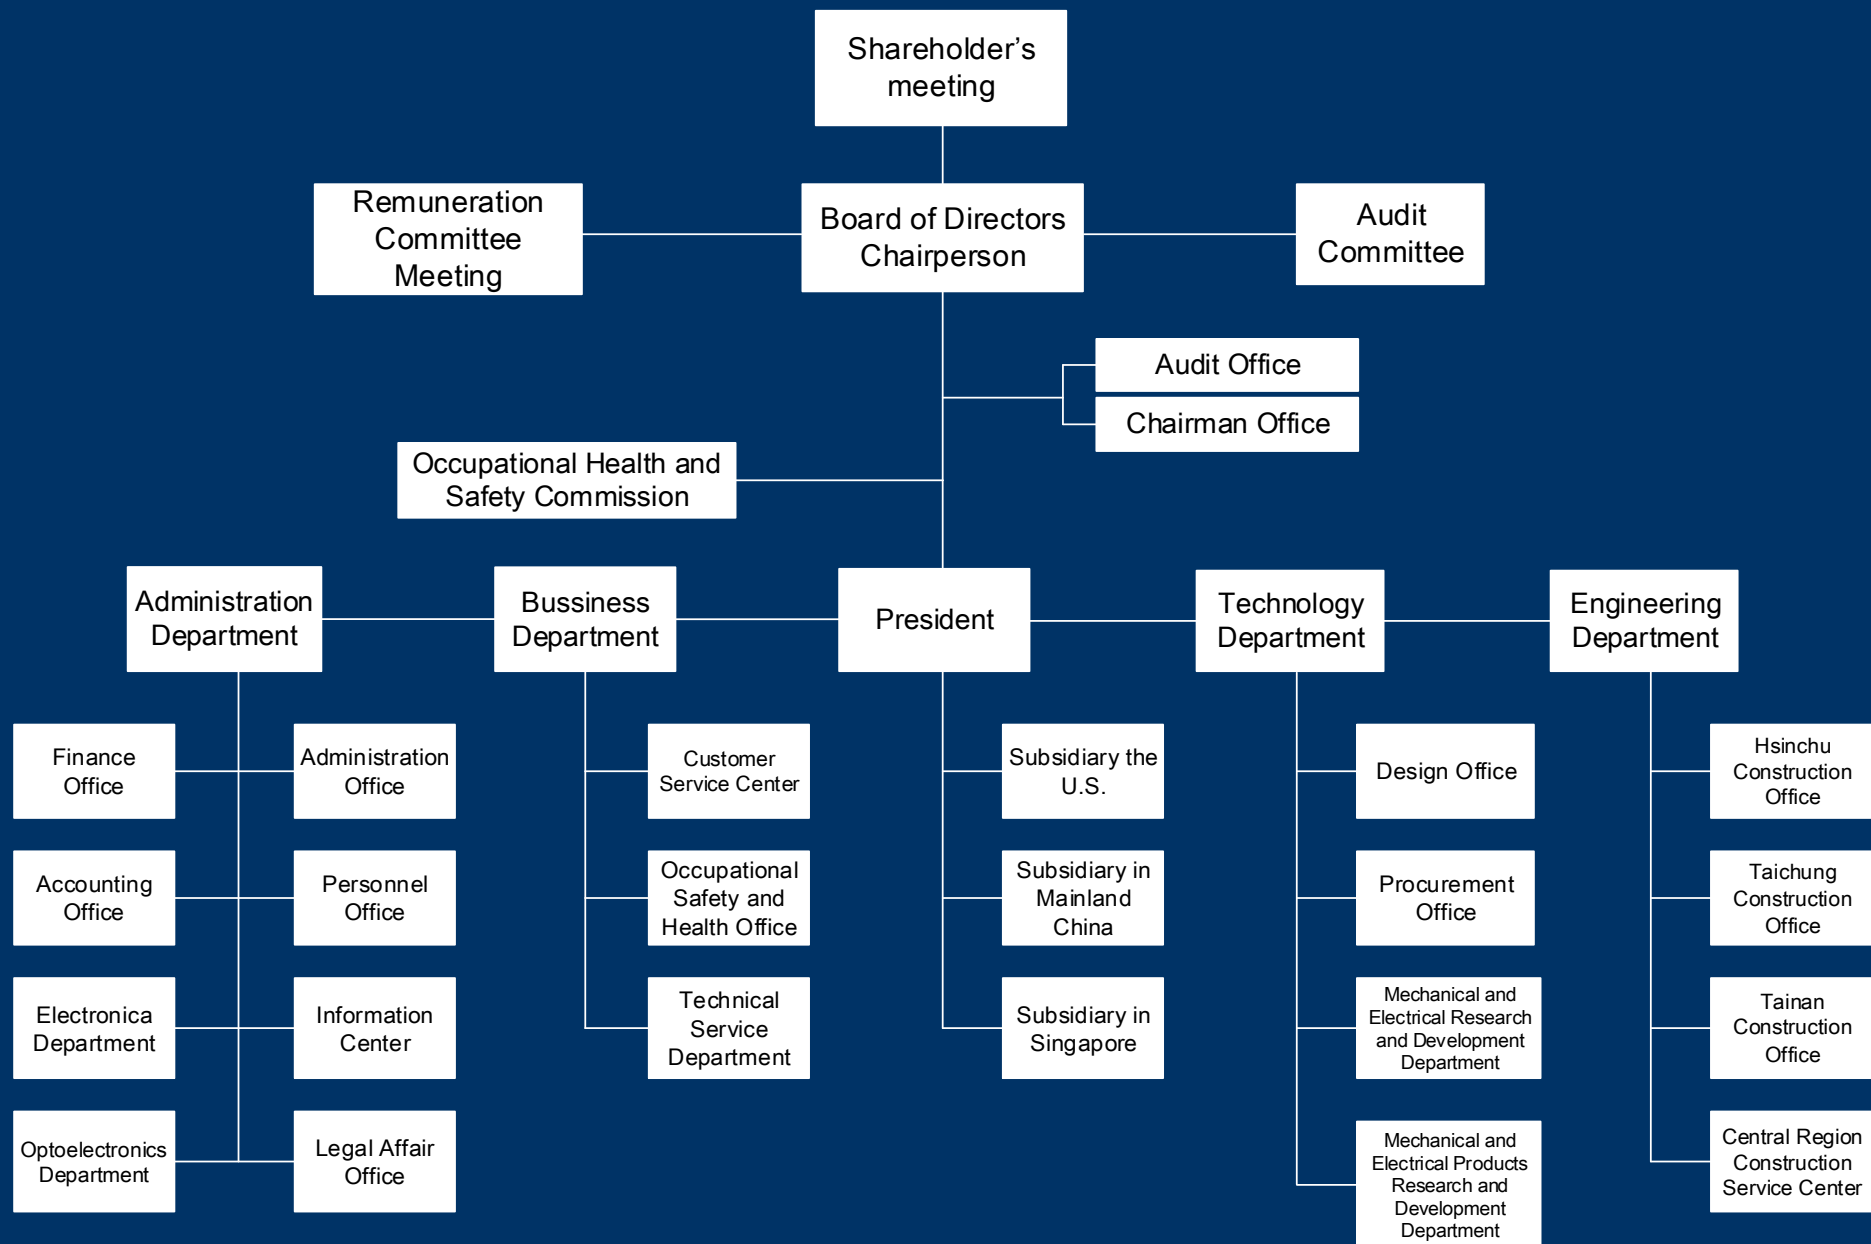 Shareholder’s
meeting
Remuneration
Committee
Meeting
Board of Directors
Chairperson
Audit
Committee
Audit Office
Chairman Office
Occupational Health and
Safety Commission
Administration
Department
Bussiness
Department
President
Technology
Department
Engineering
Department
Finance
Office
Administration
Office
Customer
Service Center
Subsidiary the
U.S.
Design Office
Hsinchu
Construction
Office
Accounting
Office
Personnel
Office
Occupational
Safety and
Health Office
Subsidiary in
Mainland
China
Procurement
Office
Taichung
Construction
Office
Electronica
Department
Information
Center
Technical
Service
Department
Subsidiary in
Singapore
Mechanical and
Electrical Research
and Development
Department
Tainan
Construction
Office
Optoelectronics
Department
Legal Affair
Office
Mechanical and
Electrical Products
Research and
Development
Department
Central Region
Construction
Service Center